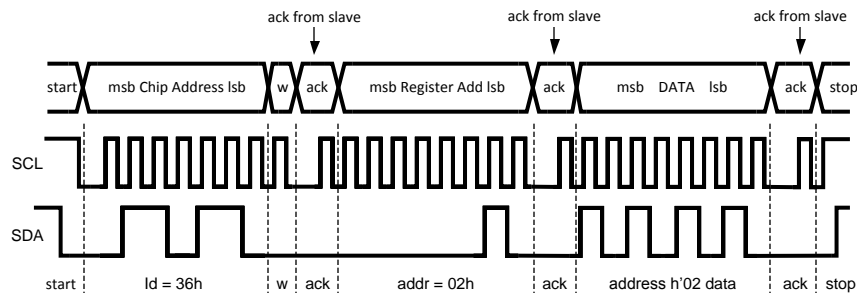 ack from slave ack from slave ack from slave
start msb Chip Address lsb w ack msb Register Add lsb ack msb DATA lsb ack stop
SCL
SDA
start Id = 36h w ack addr = 02h ack address h'02 data ack stop